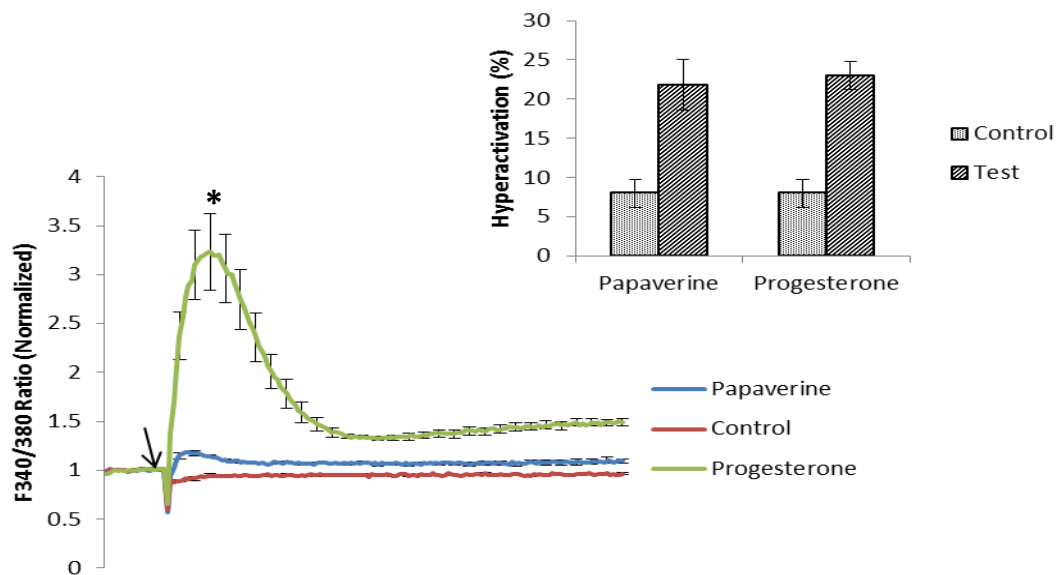 30
25
20
15
10
5
0
Hyperactivation (%)
Papaverine Progesterone
Control
Test
4
3.5
3
2.5
2
1.5
1
0.5
0
F340/380 Ratio (Normalized)
*
Papaverine
Control
Progesterone